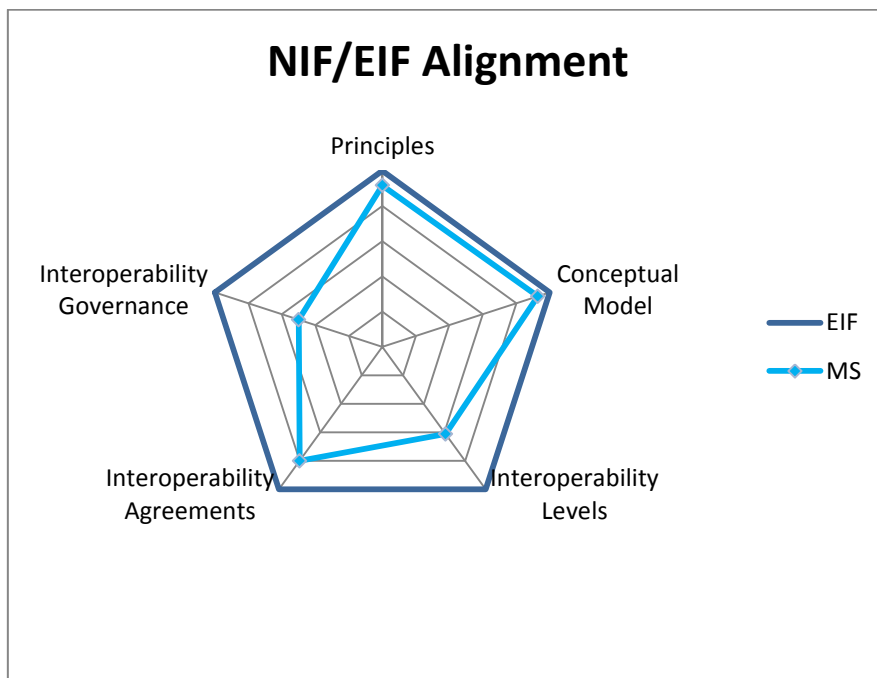 NIF/EIF Alignment
Principles
Interoperability
Governance
Conceptual
Model
EIF
MS
Interoperability
Agreements
Interoperability
Levels